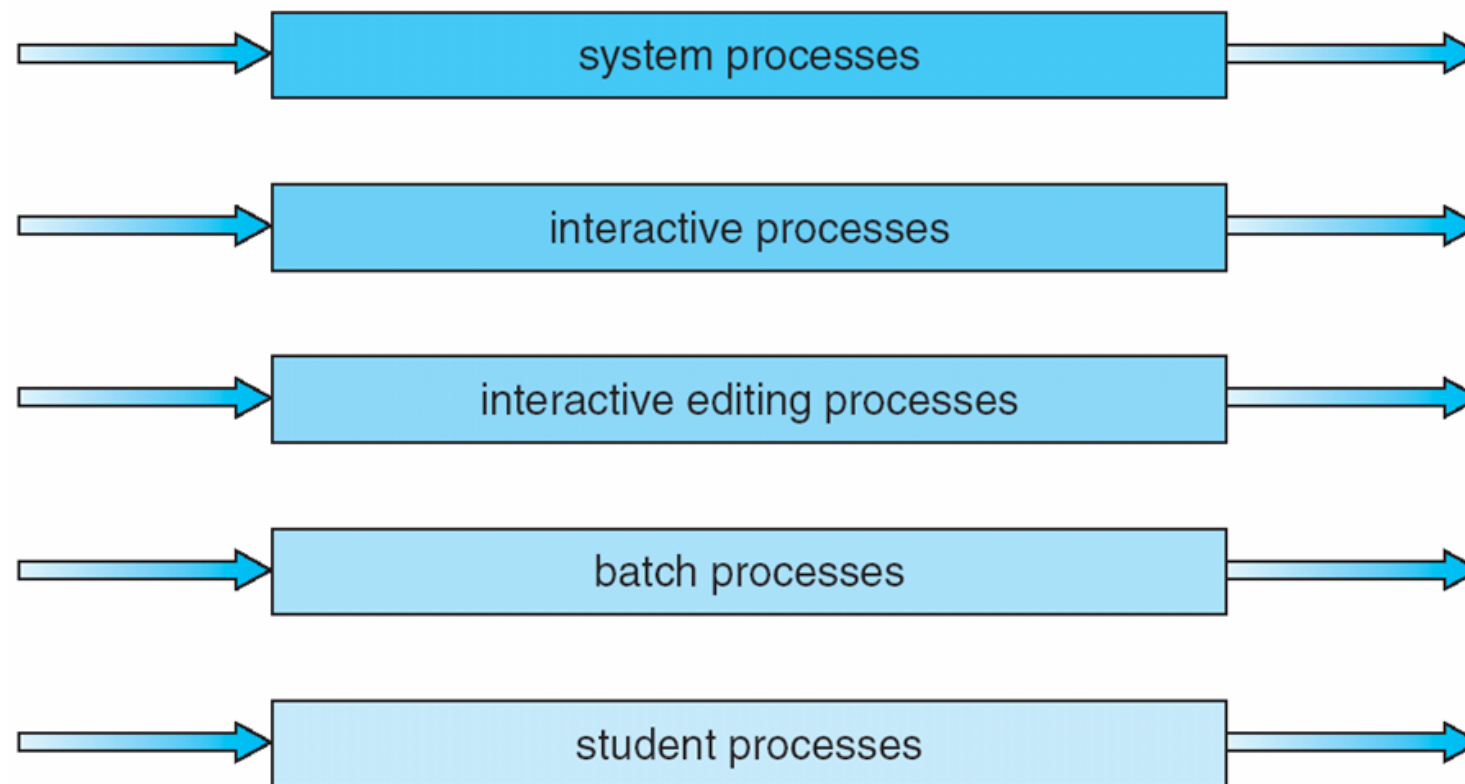 system processes
interactive processes
interactive editing processes
batch processes
student processes